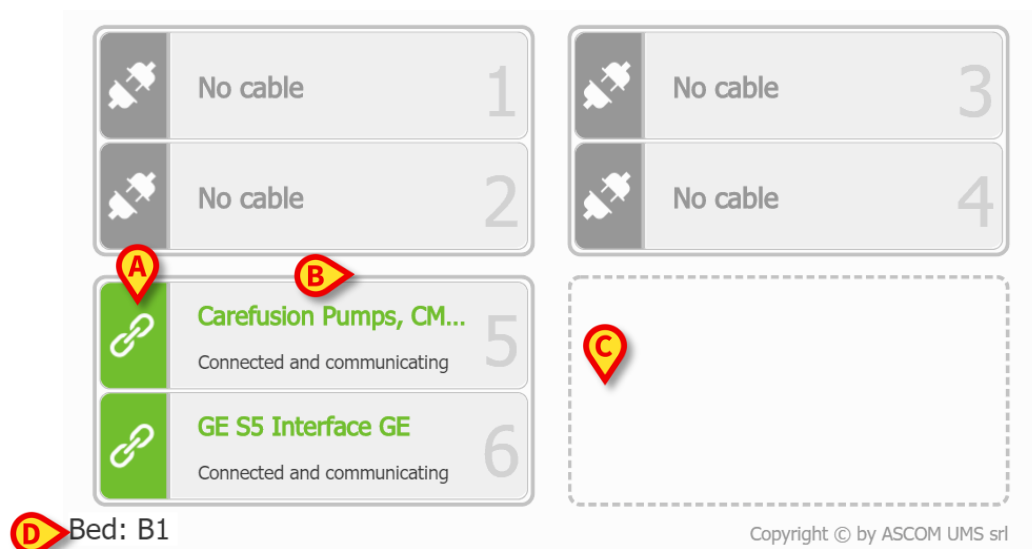 No cable 1
No cable 3
No cable 2
No cable 4
A
B
Carefusion Pumps, CM... 5
Connected and communicating
C
GE S5 Interface GE 6
Connected and communicating
D Bed: B1
Copyright © by ASCOM UMS srl